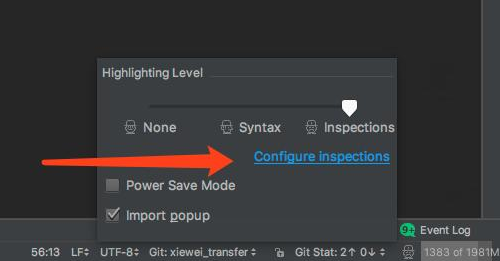 Highlighting Level
None Syntax Inspections
Configure inspections
Power Save Mode
Import popup
9+ Event Log
56:13 LF UTF-8 Git: xiewei_transfer Git Stat: 2↑ 0↓ 1383 of 1981M